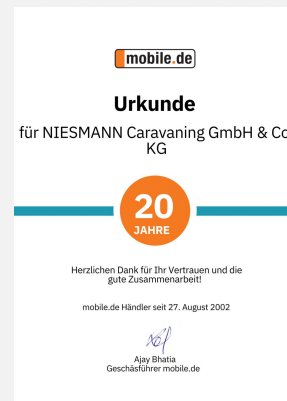 mobile.de
Urkunde
für NIESMANN Caravaning GmbH & Co
KG
20
JAHRE
Herzlichen Dank für Ihr Vertrauen und die
gute Zusammenarbeit!
mobile.de Händler seit 27. August 2002
Ajay Bhatia
Geschäsführer mobile.de